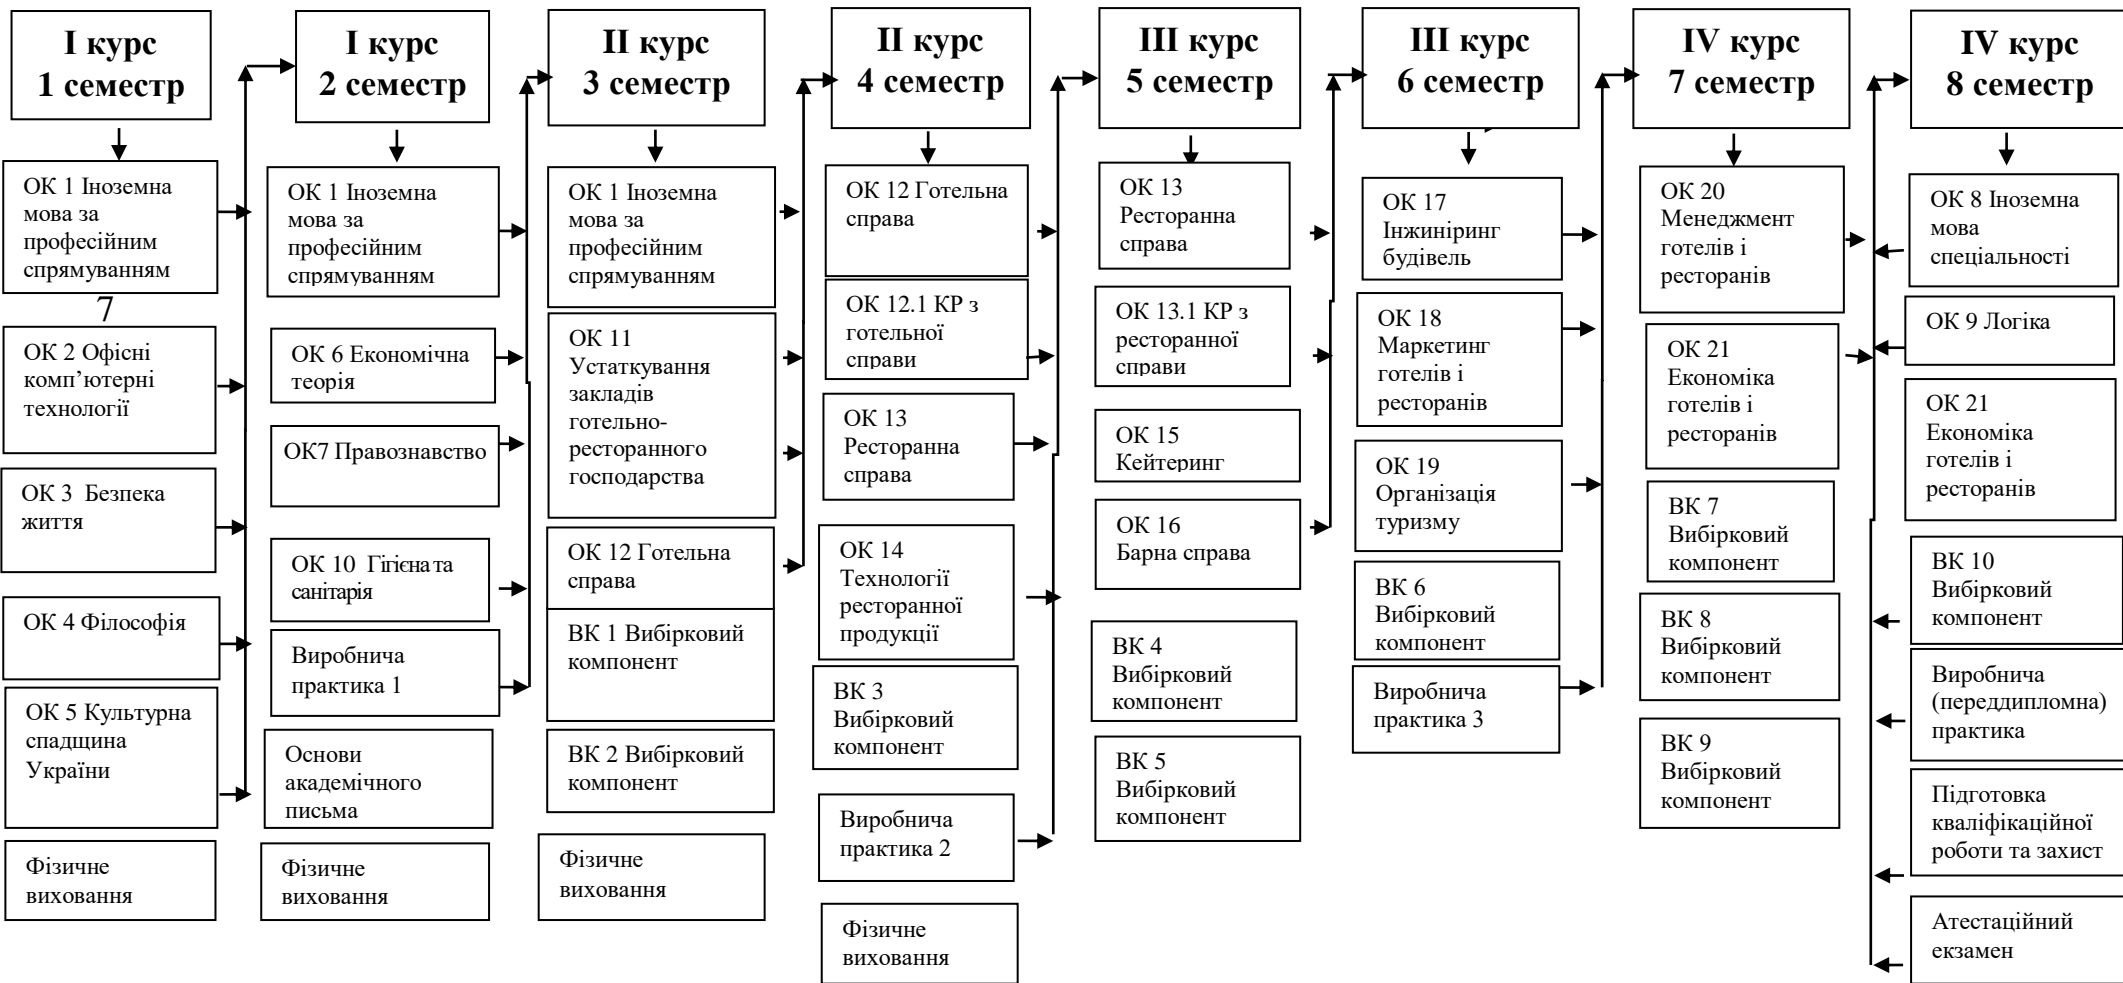 I курс
1 семестр
ОК 1 Іноземна
мова за
професійним
спрямуванням
7
ОК 2 Офісні
комп’ютерні
технології
ОК 3 Безпека
життя
ОК 4 Філософія
ОК 5 Культурна
спадщина
України
Фізичне
виховання
I курс
2 семестр
ОК 1 Іноземна
мова за
професійним
спрямуванням
ОК 6 Економічна
теорія
ОК7 Правознавство
ОК 10 Гігієна та
санітарія
Виробнича
практика 1
Основи
академічного
письма
Фізичне
виховання
II курс
3 семестр
ОК 1 Іноземна
мова за
професійним
спрямуванням
ОК 11
Устаткування
закладів
готельно-
ресторанного
господарства
ОК 12 Готельна
справа
ВК 1 Вибірковий
компонент
ВК 2 Вибірковий
компонент
Фізичне
виховання
II курс
4 семестр
ОК 12 Готельна
справа
ОК 12.1 КР з
готельної
справи
ОК 13
Ресторанна
справа
ОК 14
Технології
ресторанної
продукції
ВК 3
Вибірковий
компонент
Виробнича
практика 2
Фізичне
виховання
III курс
5 семестр
ОК 13
Ресторанна
справа
ОК 13.1 КР з
ресторанної
справи
ОК 15
Кейтеринг
ОК 16
Барна справа
ВК 4
Вибірковий
компонент
ВК 5
Вибірковий
компонент
III курс
6 семестр
ОК 17
Інжиніринг
будівель
ОК 18
Маркетинг
готелів і
ресторанів
ОК 19
Організація
туризму
ВК 6
Вибірковий
компонент
Виробнича
практика 3
IV курс
7 семестр
ОК 20
Менеджмент
готелів і
ресторанів
ОК 21
Економіка
готелів і
ресторанів
ВК 7
Вибірковий
компонент
ВК 8
Вибірковий
компонент
ВК 9
Вибірковий
компонент
IV курс
8 семестр
ОК 8 Іноземна
мова
спеціальності
ОК 9 Логіка
ОК 21
Економіка
готелів і
ресторанів
ВК 10
Вибірковий
компонент
Виробнича
(переддипломна)
практика
Підготовка
кваліфікаційної
роботи та захист
Атестаційний
екзамен